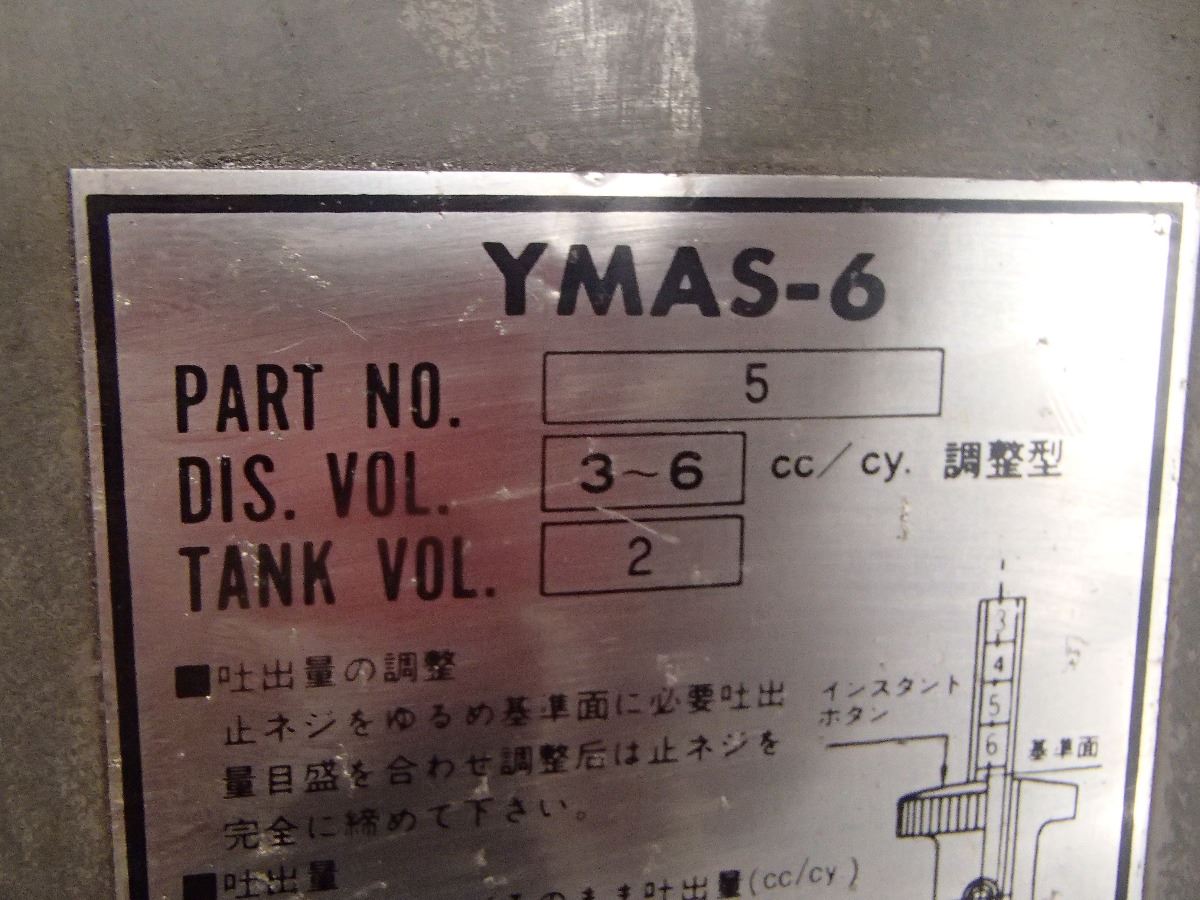 YMAS-6
PART NO. 5
DIS. VOL. 3~6 cc/cy. 調整型
TANK VOL. 2
■吐出量の調整
止ネジをゆるめ基準面に必要吐出
量目盛を合わせ調整后は止ネジを
完全に締めて下さい。
■吐出量
のまま吐出量(cc/cy)
3
4
5
6
インスタント
ボタン
基準面